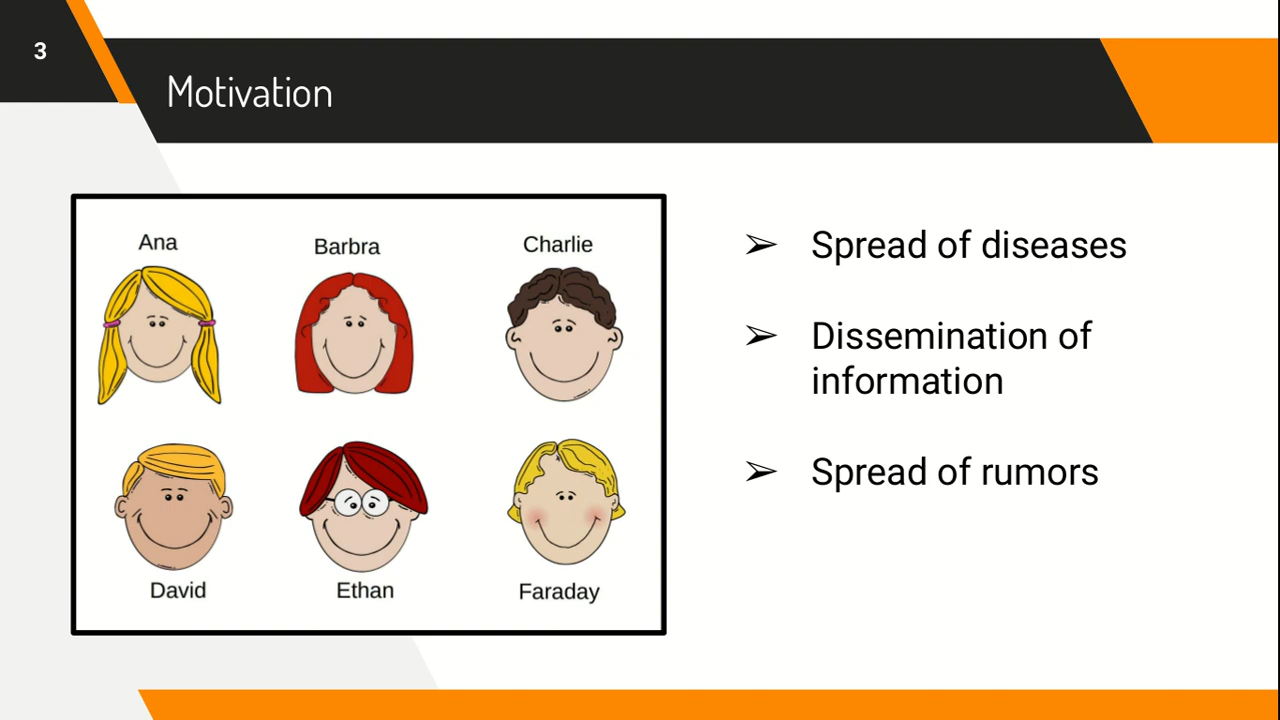 3
Motivation
Ana
Barbra
Charlie
David
Ethan
Faraday
➢ Spread of diseases
➢ Dissemination of
information
➢ Spread of rumors